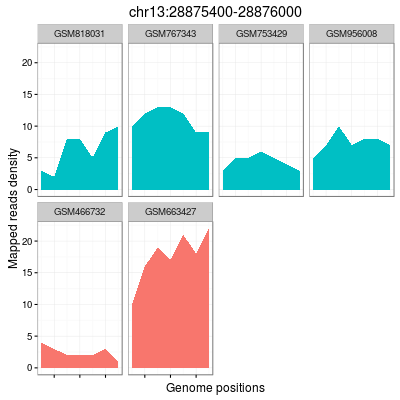 chr13:28875400-28876000
GSM818031 GSM767343 GSM753429 GSM956008
20
15
10
5
0
GSM466732 GSM663427
20
15
10
5
0
Mapped reads density
Genome positions